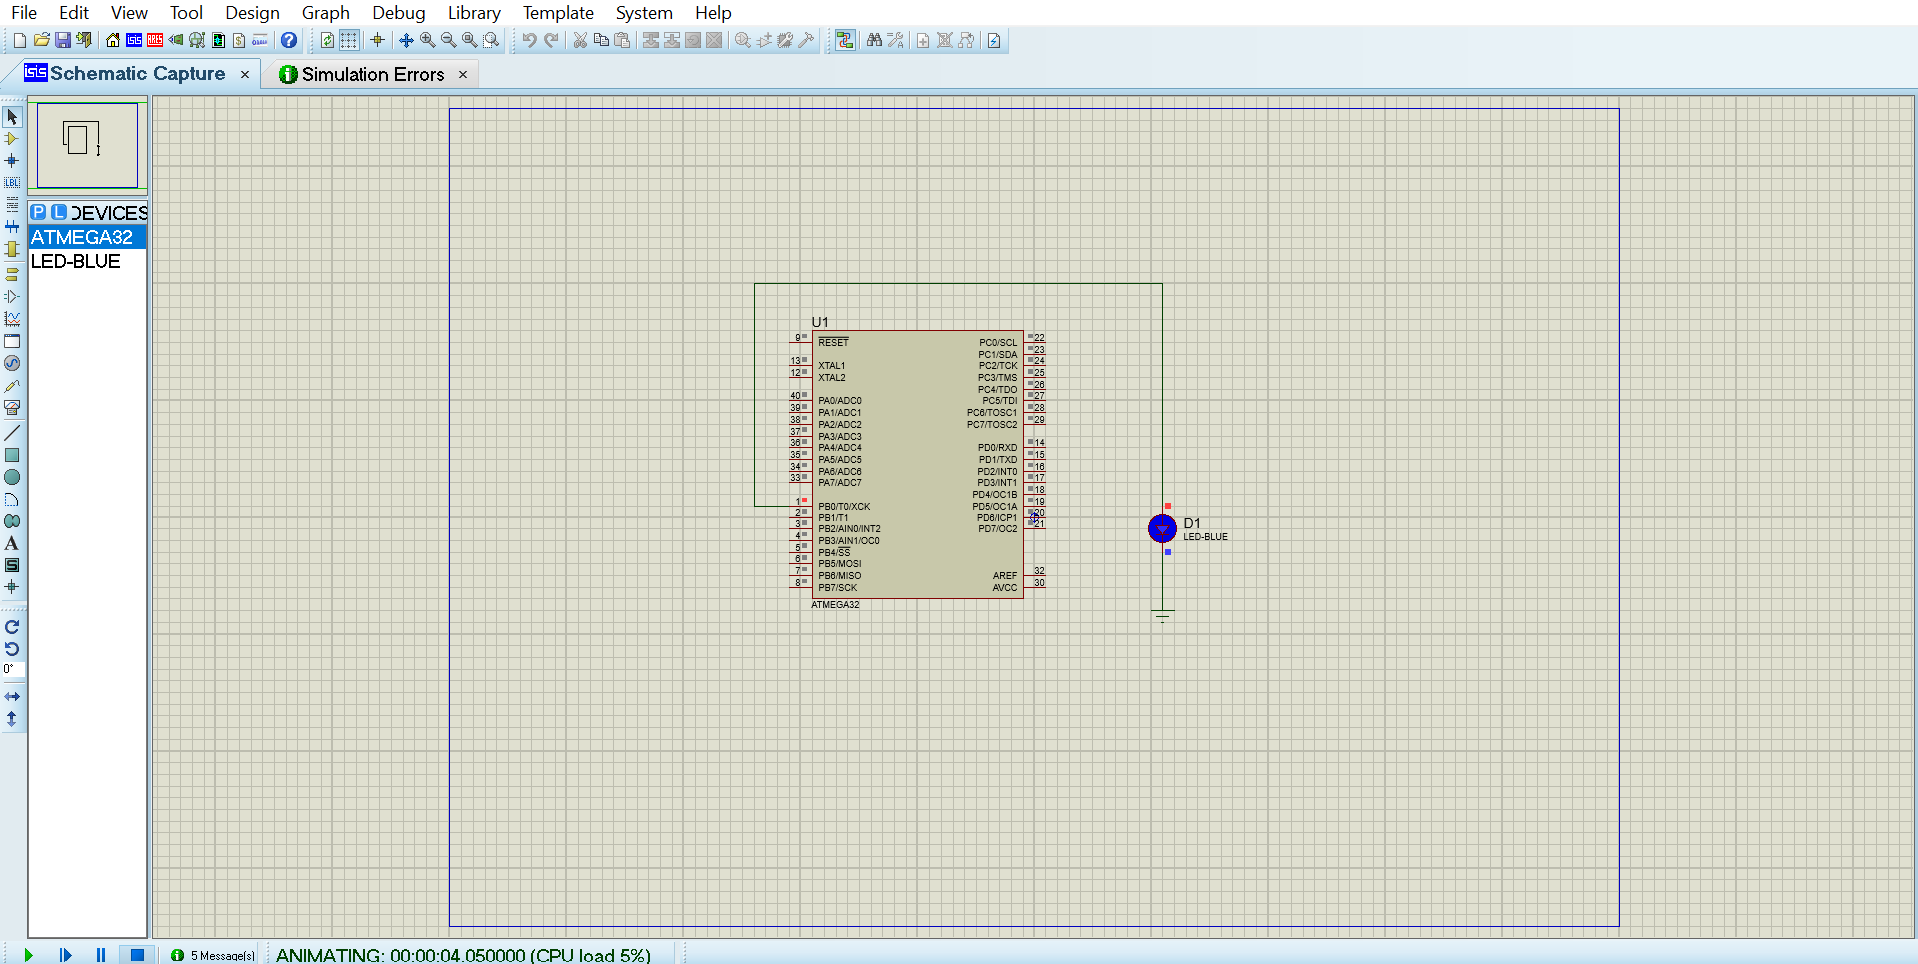 File Edit View Tool Design Graph Debug Library Template System Help
isis ARES
Schematic Capture × Simulation Errors ×
LBL
P L DEVICES
ATMEGA32
LED-BLUE
A
S
0°
U1
9 RESET
13 XTAL1
12 XTAL2
40 PA0/ADC0
39 PA1/ADC1
38 PA2/ADC2
37 PA3/ADC3
36 PA4/ADC4
35 PA5/ADC5
34 PA6/ADC6
33 PA7/ADC7
1 PB0/T0/XCK
2 PB1/T1
3 PB2/AIN0/INT2
4 PB3/AIN1/OC0
5 PB4/SS
6 PB5/MOSI
7 PB6/MISO
8 PB7/SCK
PC0/SCL 22
PC1/SDA 23
PC2/TCK 24
PC3/TMS 25
PC4/TDO 26
PC5/TDI 27
PC6/TOSC1 28
PC7/TOSC2 29
PD0/RXD 14
PD1/TXD 15
PD2/INT0 16
PD3/INT1 17
PD4/OC1B 18
PD5/OC1A 19
PD6/ICP1 20
PD7/OC2 21
AREF 32
AVCC 30
ATMEGA32
D1
LED-BLUE
5 Message(s) ANIMATING: 00:00:04.050000 (CPU load 5%)